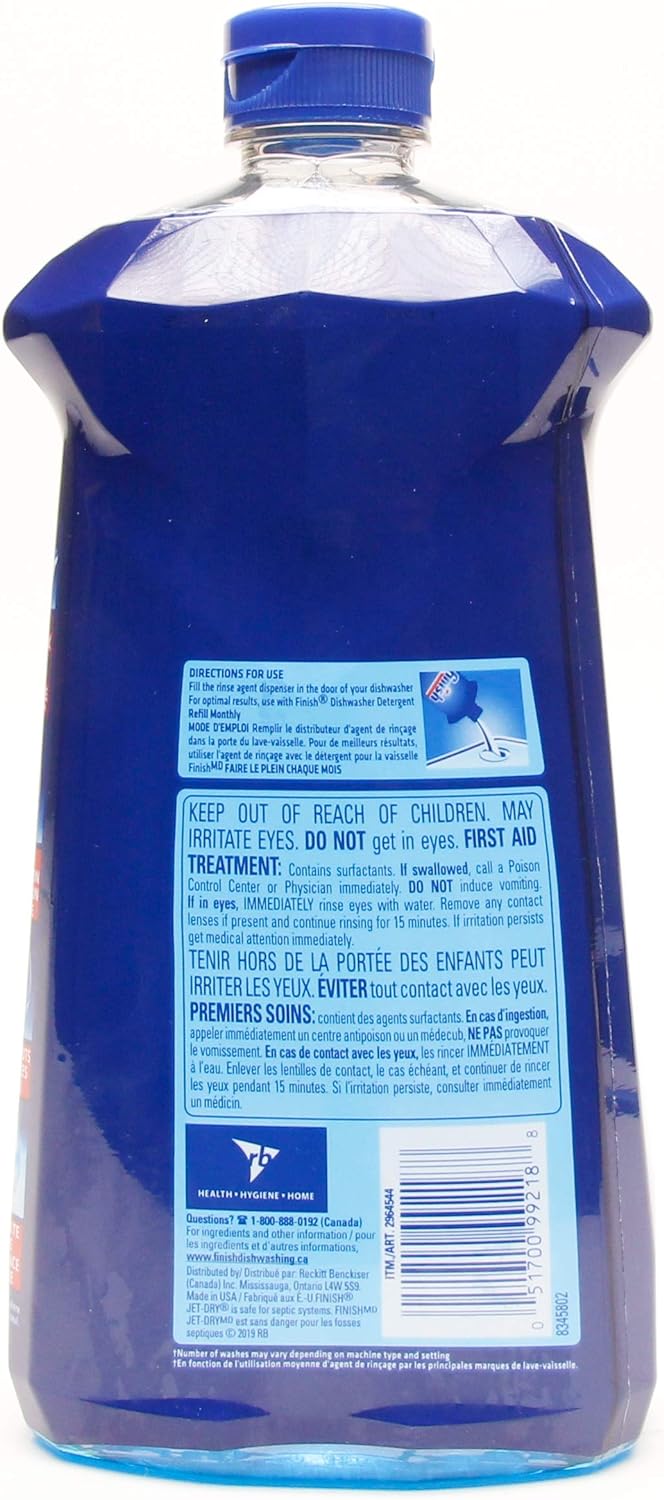 DIRECTIONS FOR USE
Fill the rinse agent dispenser in the door of your dishwasher
For optimal results, use with Finish® Dishwasher Detergent
Refill Monthly
MODE D'EMPLOI Remplir le distributeur d'agent de rinçage
dans la porte du lave-vaisselle. Pour de meilleurs résultats,
utiliser l'agent de rinçage avec le détergent pour la vaisselle
Finishᴹᴰ FAIRE LE PLEIN CHAQUE MOIS
finish
KEEP OUT OF REACH OF CHILDREN. MAY
IRRITATE EYES. DO NOT get in eyes. FIRST AID
TREATMENT: Contains surfactants. If swallowed, call a Poison
Control Center or Physician immediately. DO NOT induce vomiting.
If in eyes, IMMEDIATELY rinse eyes with water. Remove any contact
lenses if present and continue rinsing for 15 minutes. If irritation persists
get medical attention immediately.
TENIR HORS DE LA PORTÉE DES ENFANTS PEUT
IRRITER LES YEUX. ÉVITER tout contact avec les yeux.
PREMIERS SOINS: contient des agents surfactants. En cas d'ingestion,
appeler immédiatement un centre antipoison ou un médecub, NE PAS provoquer
le vomissement. En cas de contact avec les yeux, les rincer IMMÉDIATEMENT
à l'eau. Enlever les lentilles de contact, le cas échéant, et continuer de rincer
les yeux pendant 15 minutes. Si l'irritation persiste, consulter immédiatement
un médicin.
rb
HEALTH • HYGIENE • HOME
Questions? ☎ 1-800-888-0192 (Canada)
For ingredients and other information / pour
les ingredients et d'autres informations,
www.finishdishwashing.ca
Distributed by/ Distribué par: Reckitt Benckiser
(Canada) Inc. Mississauga, Ontario L4W 5S9.
Made in USA / Fabriqué aux É.-U.FINISH®
JET-DRY® is safe for septic systems. FINISHᴹᴰ
JET-DRYᴹᴰ est sans danger pour les fosses
septiques © 2019 RB
ITM./ART. 2964544
0 51700 99218 8
8345802
†Number of washes may vary depending on machine type and setting
†En fonction de l'utilisation moyenne d'agent de rinçage par les principales marques de lave-vaisselle.